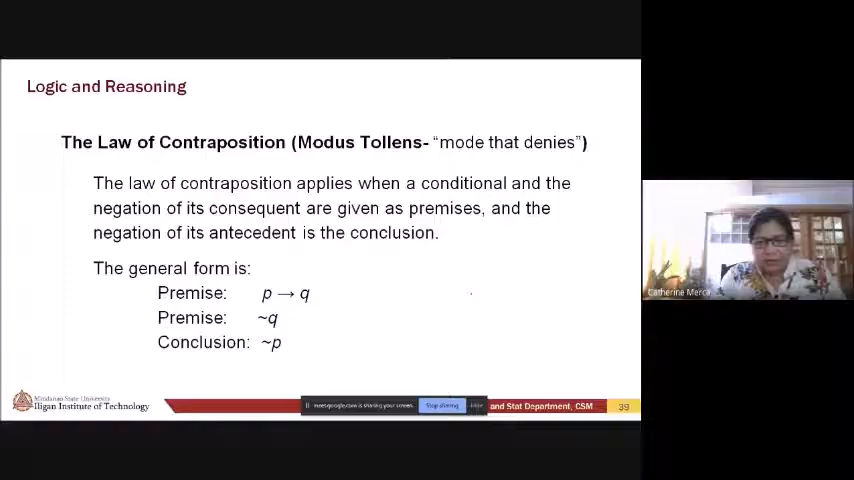 Logic and Reasoning
The Law of Contraposition (Modus Tollens- “mode that denies”)
The law of contraposition applies when a conditional and the
negation of its consequent are given as premises, and the
negation of its antecedent is the conclusion.
The general form is:
Premise: p → q
Premise: ~q
Conclusion: ~p
Mindanao State University
Iligan Institute of Technology
meet.google.com is sharing your screen.
Stop sharing
Hide
and Stat Department, CSM
39
Catherine Merca